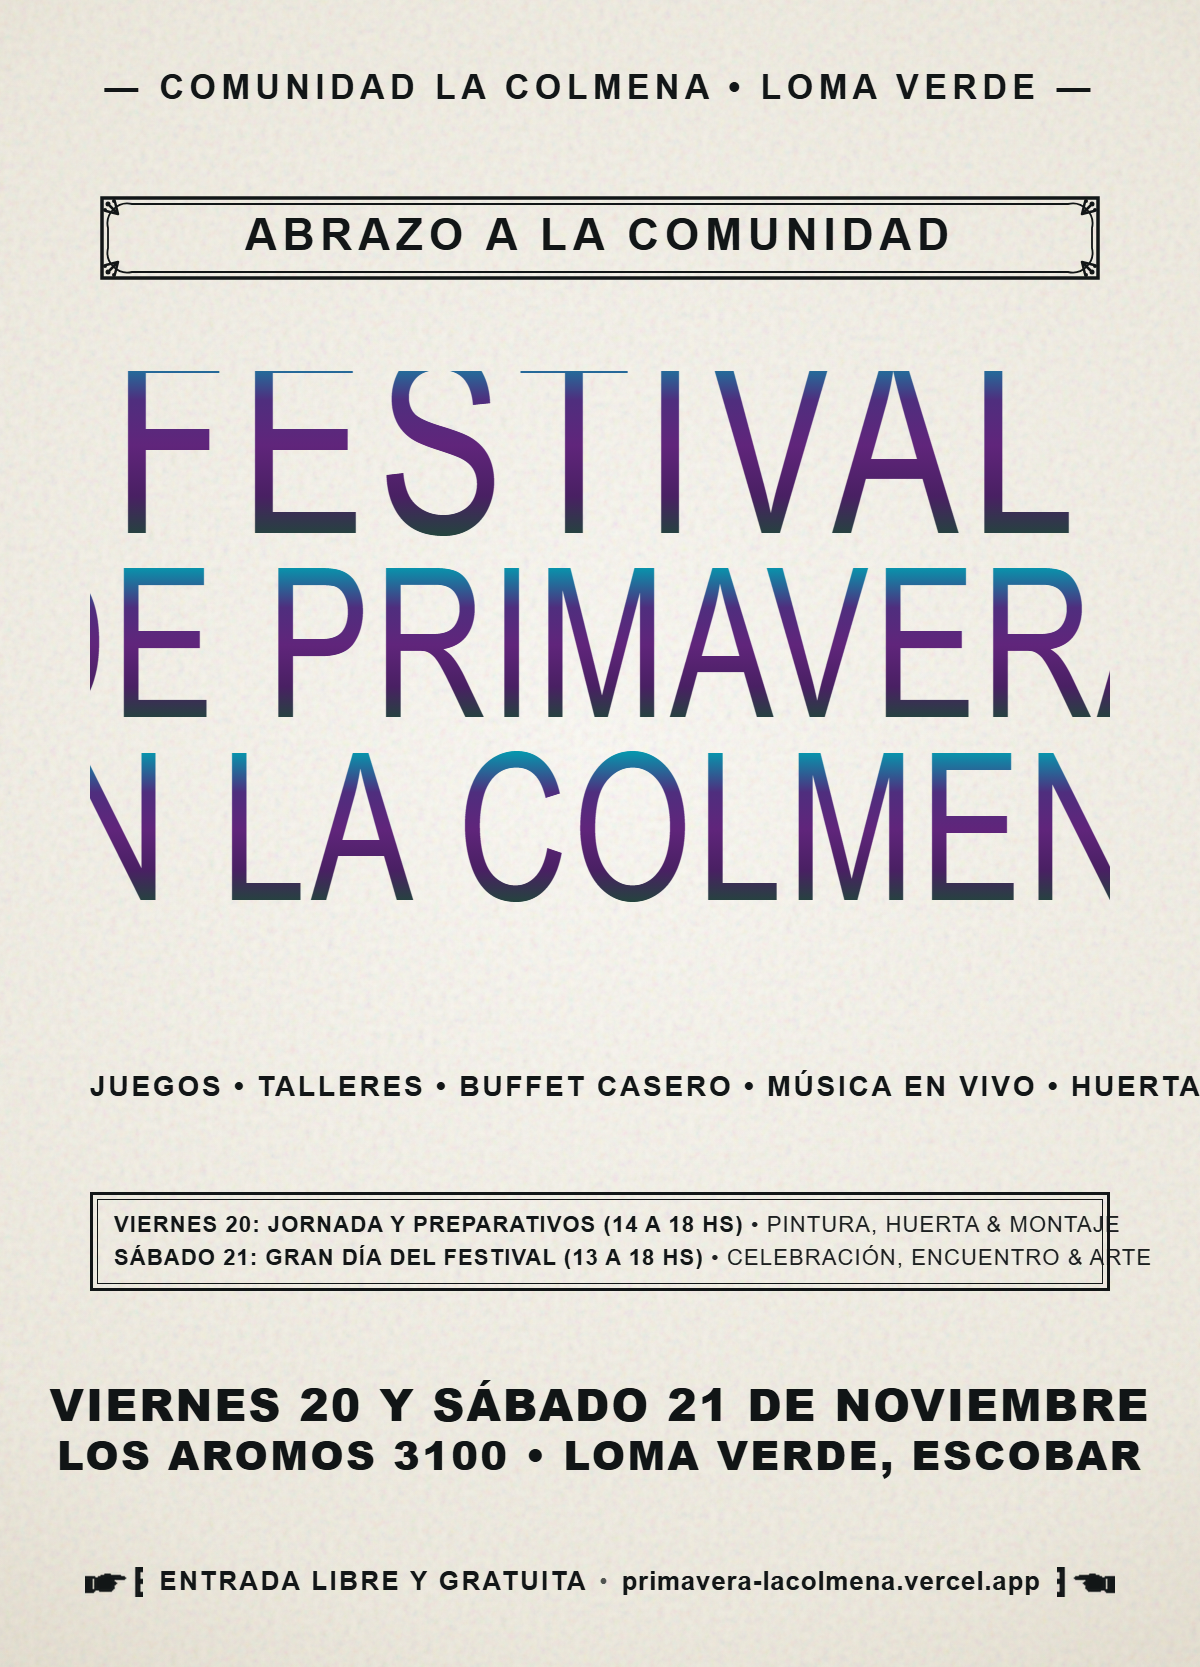 — COMUNIDAD LA COLMENA • LOMA VERDE —
ABRAZO A LA COMUNIDAD
FESTIVAL
DE PRIMAVERA
N LA COLMEN
JUEGOS • TALLERES • BUFFET CASERO • MÚSICA EN VIVO • HUERTA
VIERNES 20: JORNADA Y PREPARATIVOS (14 A 18 HS) • PINTURA, HUERTA & MONTAJE
SÁBADO 21: GRAN DÍA DEL FESTIVAL (13 A 18 HS) • CELEBRACIÓN, ENCUENTRO & ARTE
VIERNES 20 Y SÁBADO 21 DE NOVIEMBRE
LOS AROMOS 3100 • LOMA VERDE, ESCOBAR
☛ [ ENTRADA LIBRE Y GRATUITA • primavera-lacolmena.vercel.app ] ☚